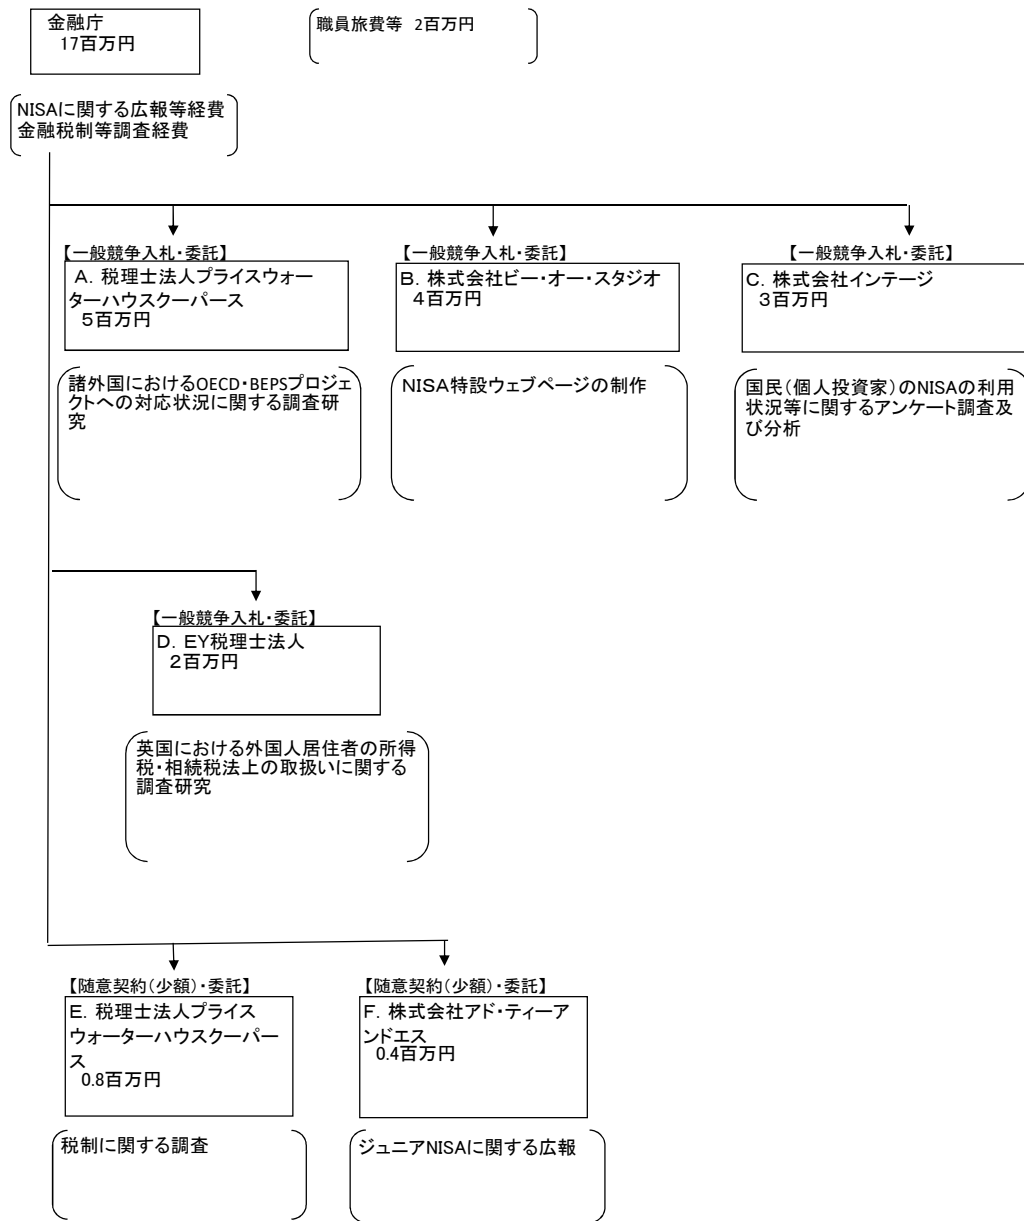 金融庁
17百万円
職員旅費等 2百万円
NISAに関する広報等経費
金融税制等調査経費
【一般競争入札・委託】
A. 税理士法人プライスウォー
ターハウスクーパース
5百万円
諸外国におけるOECD・BEPSプロジェ
クトへの対応状況に関する調査研
究
【一般競争入札・委託】
B. 株式会社ビー・オー・スタジオ
4百万円
NISA特設ウェブページの制作
【一般競争入札・委託】
C. 株式会社インテージ
3百万円
国民(個人投資家)のNISAの利用
状況等に関するアンケート調査及
び分析
【一般競争入札・委託】
D. EY税理士法人
2百万円
英国における外国人居住者の所得
税・相続税法上の取扱いに関する
調査研究
【随意契約(少額)・委託】
E. 税理士法人プライス
ウォーターハウスクーパー
ス
0.8百万円
税制に関する調査
【随意契約(少額)・委託】
F. 株式会社アド・ティーア
ンドエス
0.4百万円
ジュニアNISAに関する広報